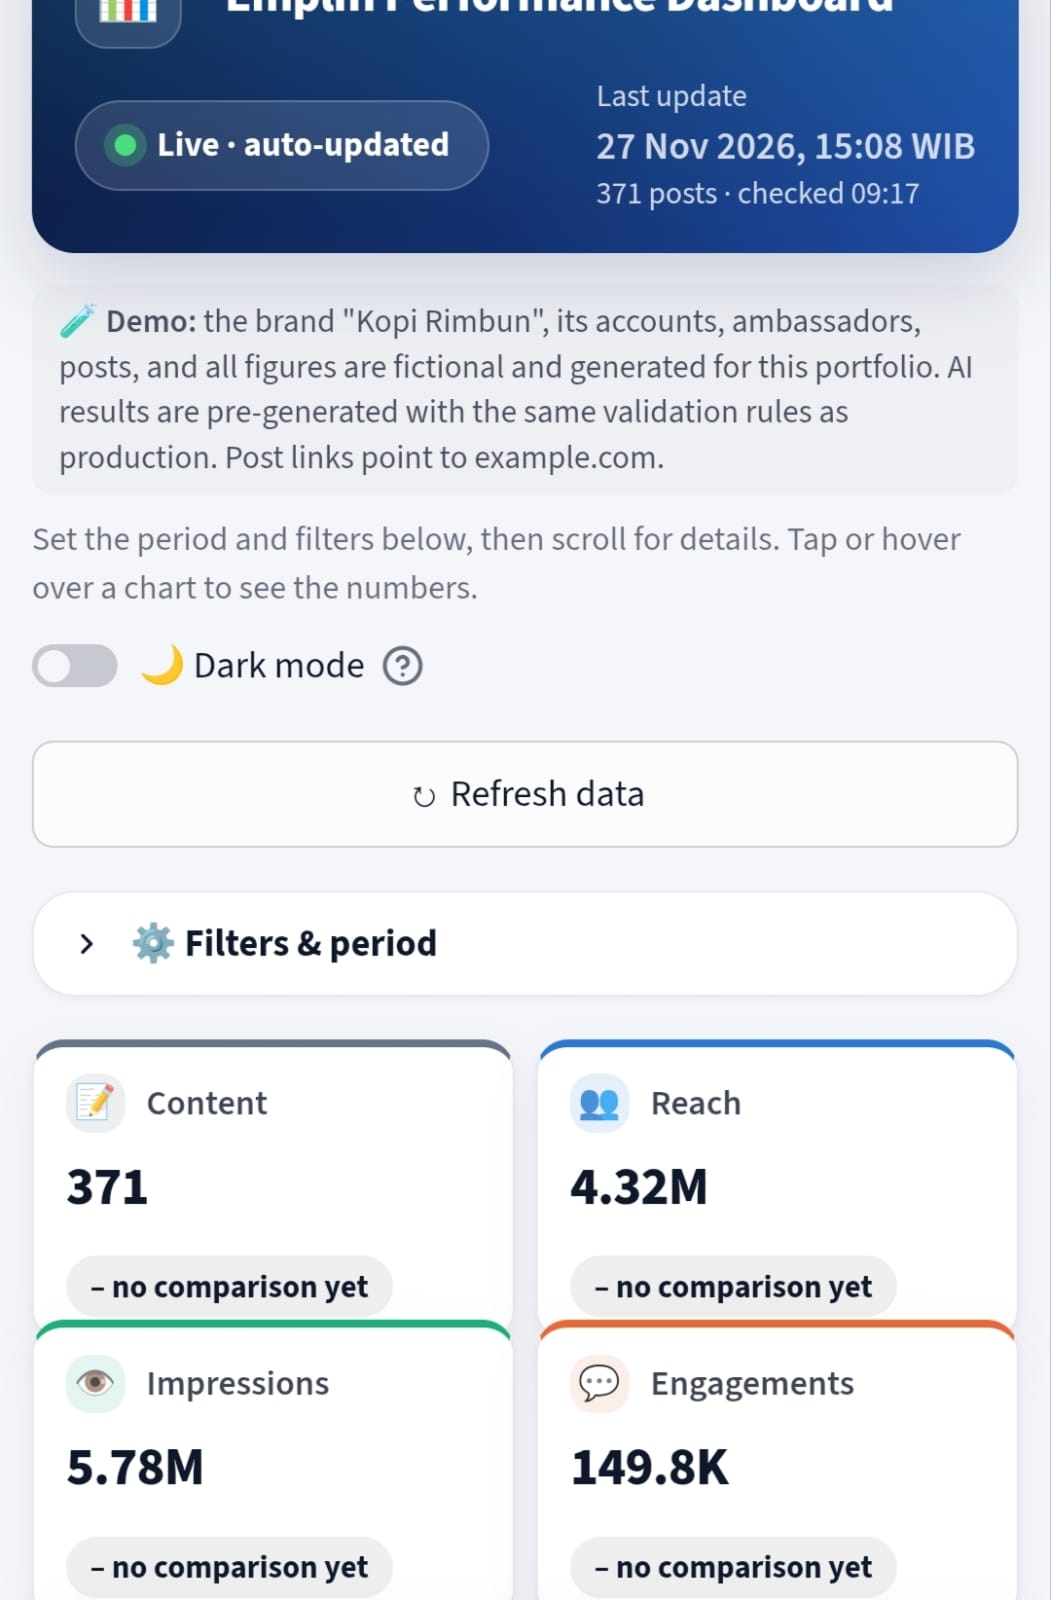 Emplifi Performance Dashboard
Live · auto-updated
Last update
27 Nov 2026, 15:08 WIB
371 posts · checked 09:17
Demo: the brand "Kopi Rimbun", its accounts, ambassadors,
posts, and all figures are fictional and generated for this portfolio. AI
results are pre-generated with the same validation rules as
production. Post links point to example.com.
Set the period and filters below, then scroll for details. Tap or hover
over a chart to see the numbers.
Dark mode ?
↻ Refresh data
Filters & period
Content
371
– no comparison yet
Reach
4.32M
– no comparison yet
Impressions
5.78M
– no comparison yet
Engagements
149.8K
– no comparison yet